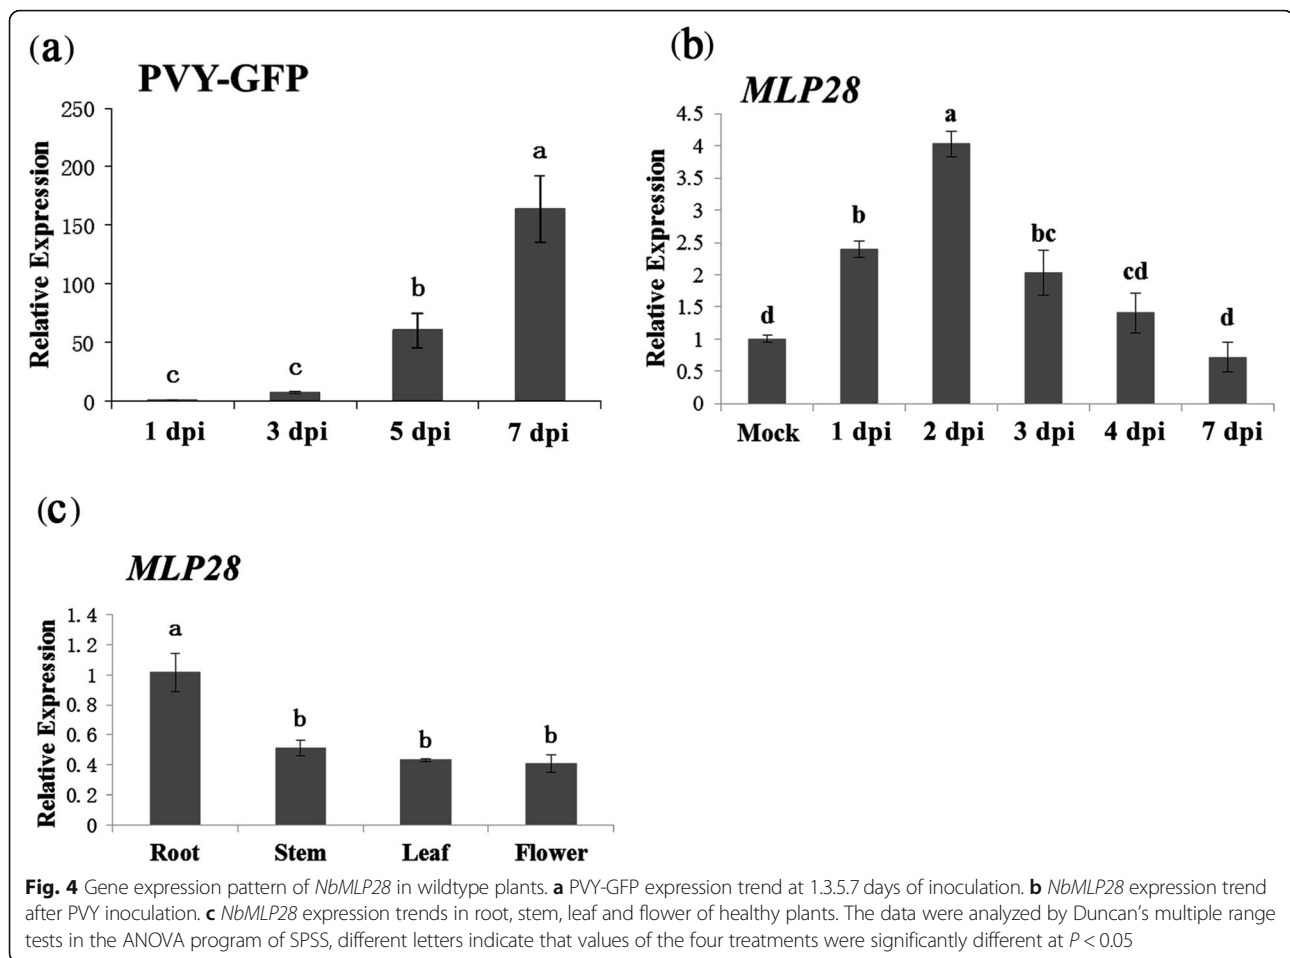 (a)
PVY-GFP
Relative Expression
250
200
150
100
50
0
c
c
b
a
1 dpi 3 dpi 5 dpi 7 dpi
(b)
MLP28
Relative Expression
4.5
4
3.5
3
2.5
2
1.5
1
0.5
0
d
b
a
bc
cd
d
Mock 1 dpi 2 dpi 3 dpi 4 dpi 7 dpi
(c)
MLP28
Relative Expression
1.4
1.2
1
0.8
0.6
0.4
0.2
0
a
b
b
b
Root Stem Leaf Flower
Fig. 4 Gene expression pattern of NbMLP28 in wildtype plants. a PVY-GFP expression trend at 1.3.5.7 days of inoculation. b NbMLP28 expression trend
after PVY inoculation. c NbMLP28 expression trends in root, stem, leaf and flower of healthy plants. The data were analyzed by Duncan's multiple range
tests in the ANOVA program of SPSS, different letters indicate that values of the four treatments were significantly different at P < 0.05